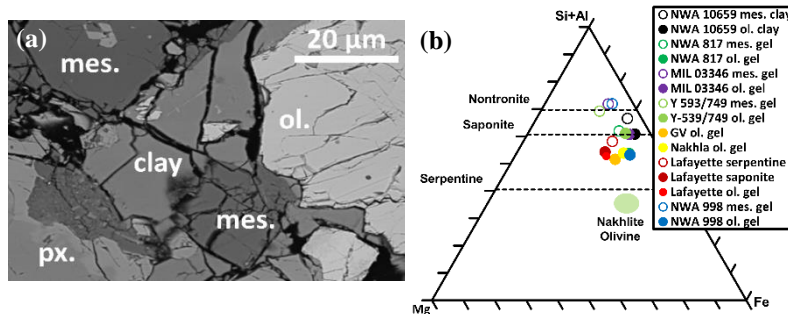 (a)
mes.
20 µm
ol.
clay
mes.
px.
(b)
Si+Al
Nontronite
Saponite
Serpentine
Nakhlite
Olivine
Mg
Fe
NWA 10659 mes. clay
NWA 10659 ol. clay
NWA 817 mes. gel
NWA 817 ol. gel
MIL 03346 mes. gel
MIL 03346 ol. gel
Y 593/749 mes. gel
Y-539/749 ol. gel
GV ol. gel
Nakhla ol. gel
Lafayette serpentine
Lafayette saponite
Lafayette ol. gel
NWA 998 mes. gel
NWA 998 ol. gel